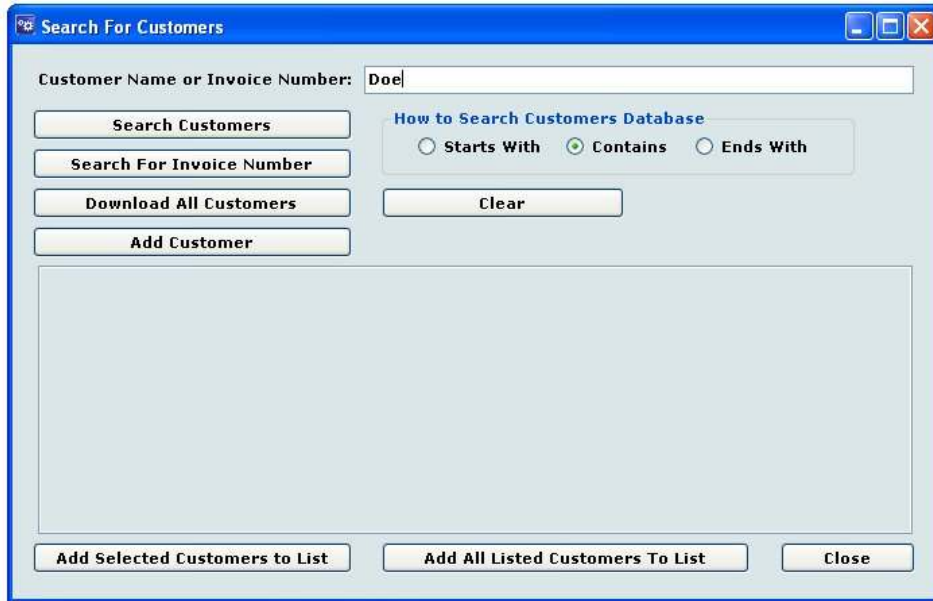 Search For Customers
Customer Name or Invoice Number: Doe
Search Customers
How to Search Customers Database
Starts With Contains Ends With
Search For Invoice Number
Download All Customers
Clear
Add Customer
Add Selected Customers to List
Add All Listed Customers To List
Close